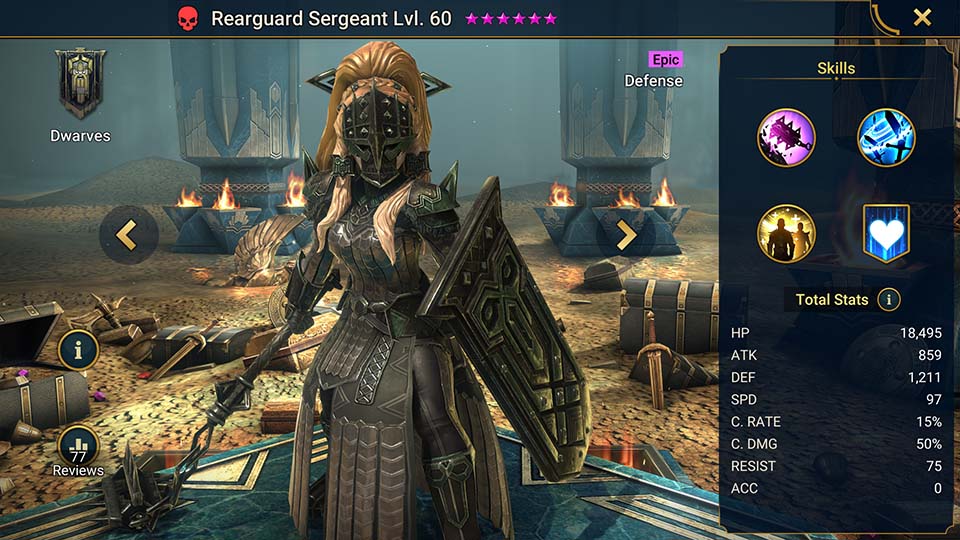 Rearguard Sergeant Lvl. 60
Dwarves
Epic
Defense
Skills
Total Stats i
HP 18,495
ATK 859
DEF 1,211
SPD 97
C. RATE 15%
C. DMG 50%
RESIST 75
ACC 0
i
77
Reviews